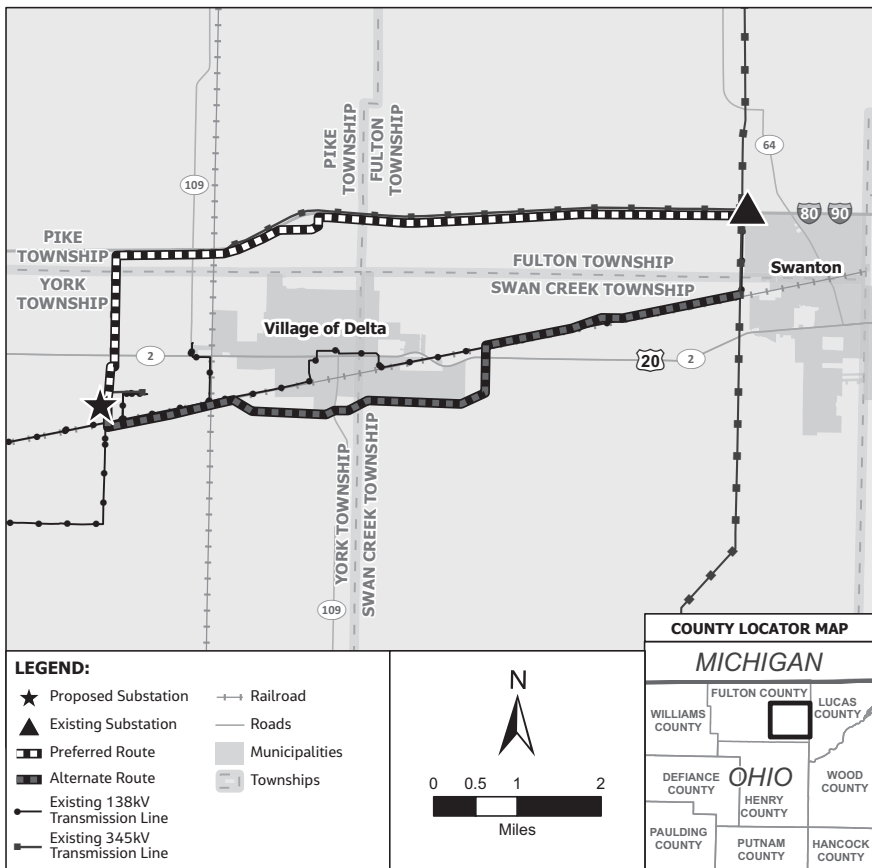 64
109
PIKE
TOWNSHIP
FULTON
TOWNSHIP
80
90
PIKE
TOWNSHIP
YORK
TOWNSHIP
FULTON TOWNSHIP
SWAN CREEK TOWNSHIP
Swanton
Village of Delta
2
20
2
YORK TOWNSHIP
SWAN CREEK TOWNSHIP
109
LEGEND:
Proposed Substation
Existing Substation
Preferred Route
Alternate Route
Existing 138kV
Transmission Line
Existing 345kV
Transmission Line
Railroad
Roads
Municipalities
Townships
N
0 0.5 1 2
Miles
COUNTY LOCATOR MAP
MICHIGAN
FULTON COUNTY
WILLIAMS
COUNTY
LUCAS
COUNTY
DEFIANCE
COUNTY
OHIO
WOOD
COUNTY
HENRY
COUNTY
PAULDING
COUNTY
PUTNAM
COUNTY
HANCOCK
COUNTY